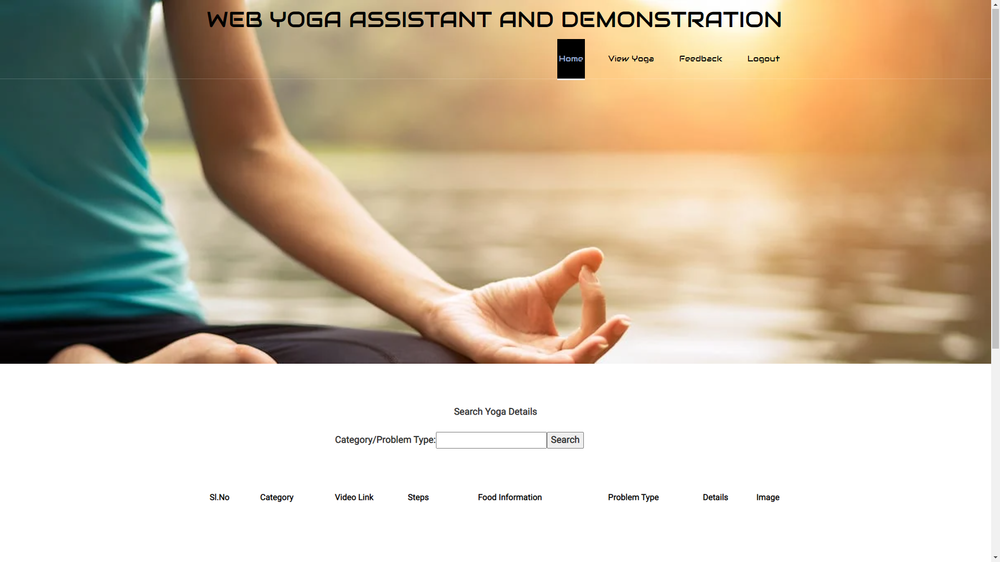 WEB YOGA ASSISTANT AND DEMONSTRATION
Home View Yoga Feedback Logout
Search Yoga Details
Category/Problem Type: Search
Sl.No Category Video Link Steps Food Information Problem Type Details Image